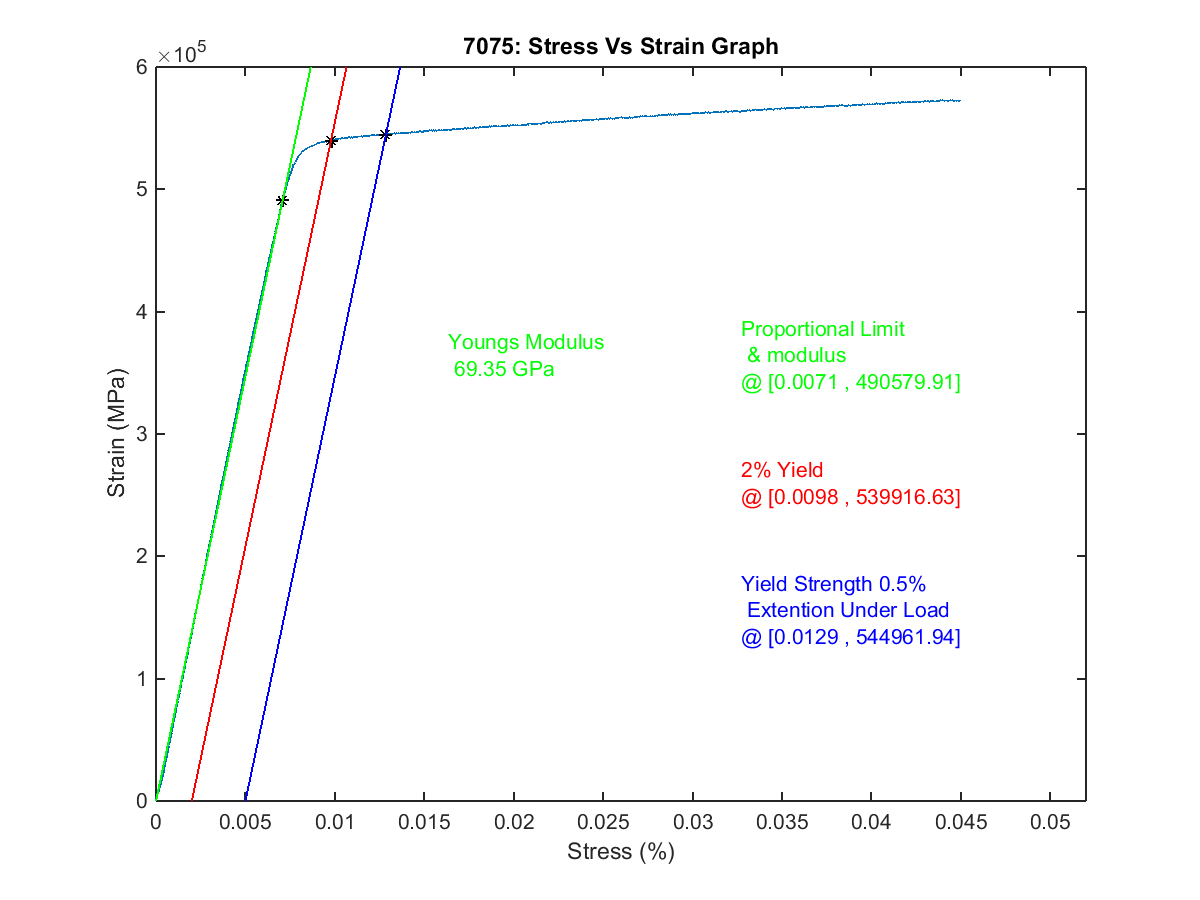 7075: Stress Vs Strain Graph
×10^5
6
5
4
3
2
1
0
Strain (MPa)
Youngs Modulus
69.35 GPa
Proportional Limit
& modulus
@ [0.0071 , 490579.91]
2% Yield
@ [0.0098 , 539916.63]
Yield Strength 0.5%
Extention Under Load
@ [0.0129 , 544961.94]
0 0.005 0.01 0.015 0.02 0.025 0.03 0.035 0.04 0.045 0.05
Stress (%)